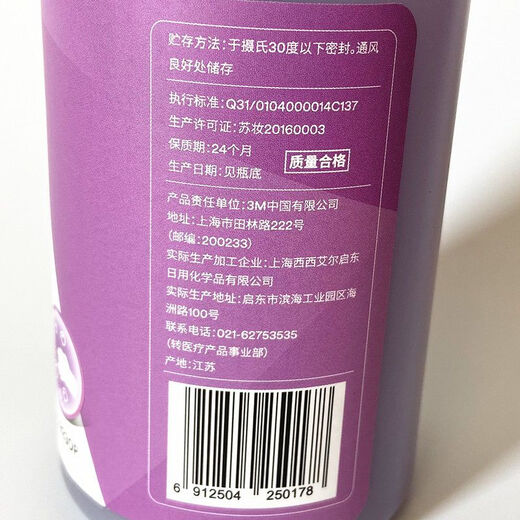 贮存方法：于摄氏30度以下密封。通风
良好处储存
执行标准：Q31/0104000014C137
生产许可证：苏妆20160003
保质期：24个月
生产日期：见瓶底
质量合格
产品责任单位：3M中国有限公司
地址：上海市田林路222号
（邮编：200233）
实际生产加工企业：上海西西艾尔启东
日用化学品有限公司
实际生产地址：启东市滨海工业园区海
洲路100号
联系电话：021-62753535
（转医疗产品事业部）
产地：江苏
6 912504 250178